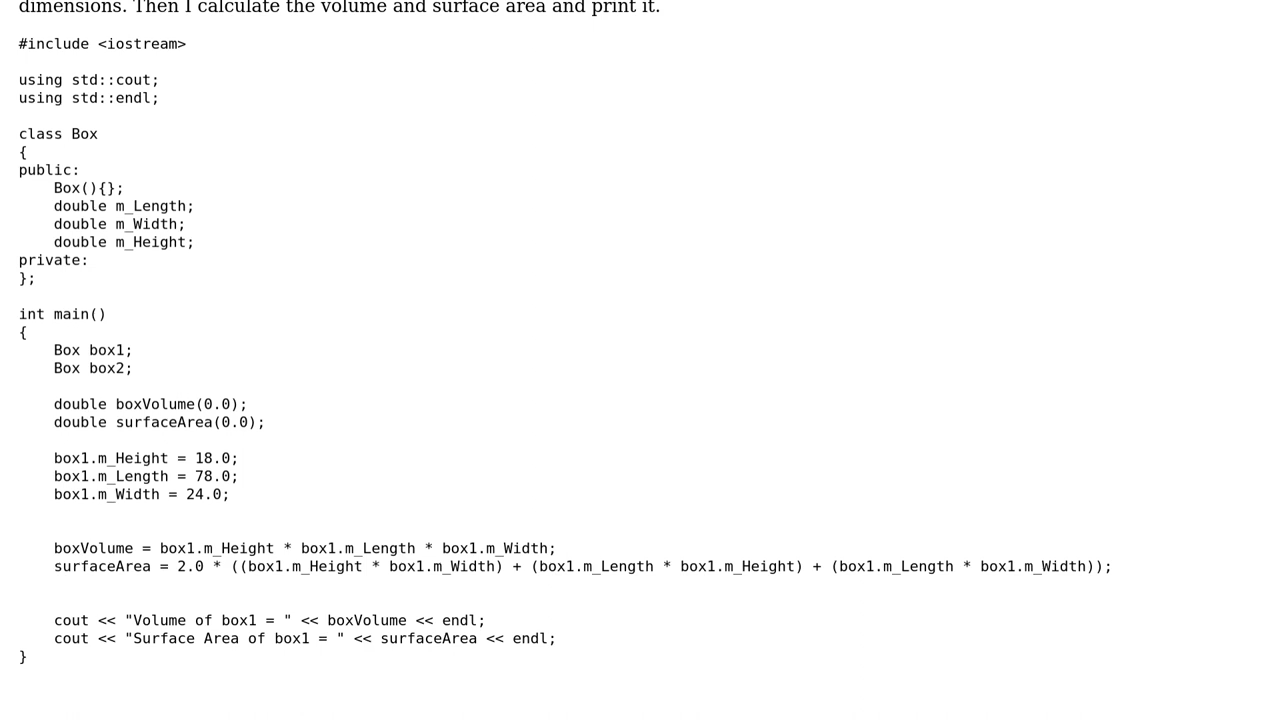 dimensions. Then I calculate the volume and surface area and print it.
#include <iostream>
using std::cout;
using std::endl;
class Box
{
public:
    Box(){};
    double m_Length;
    double m_Width;
    double m_Height;
private:
};
int main()
{
    Box box1;
    Box box2;
    double boxVolume(0.0);
    double surfaceArea(0.0);
    box1.m_Height = 18.0;
    box1.m_Length = 78.0;
    box1.m_Width = 24.0;
    boxVolume = box1.m_Height * box1.m_Length * box1.m_Width;
    surfaceArea = 2.0 * ((box1.m_Height * box1.m_Width) + (box1.m_Length * box1.m_Height) + (box1.m_Length * box1.m_Width));
    cout << "Volume of box1 = " << boxVolume << endl;
    cout << "Surface Area of box1 = " << surfaceArea << endl;
}